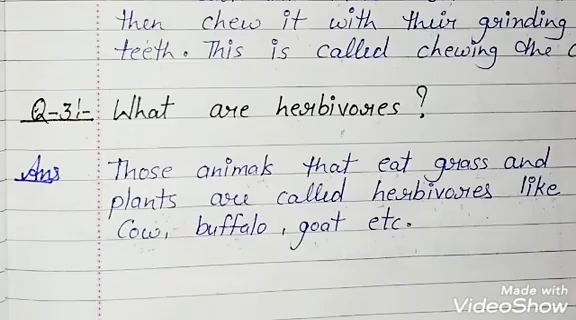 then chew it with their grinding
teeth. This is called chewing the
Q-3:- What are herbivores?
Ans Those animals that eat grass and
plants are called herbivores like
Cow, buffalo, goat etc.
Made with
VideoShow